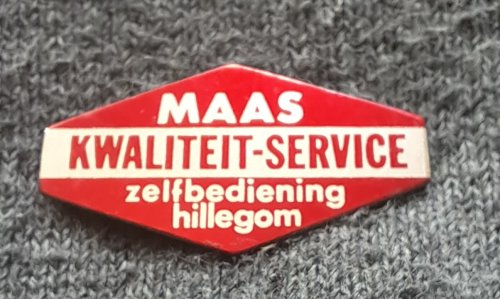 MAAS
KWALITEIT-SERVICE
zelfbediening
hillegom